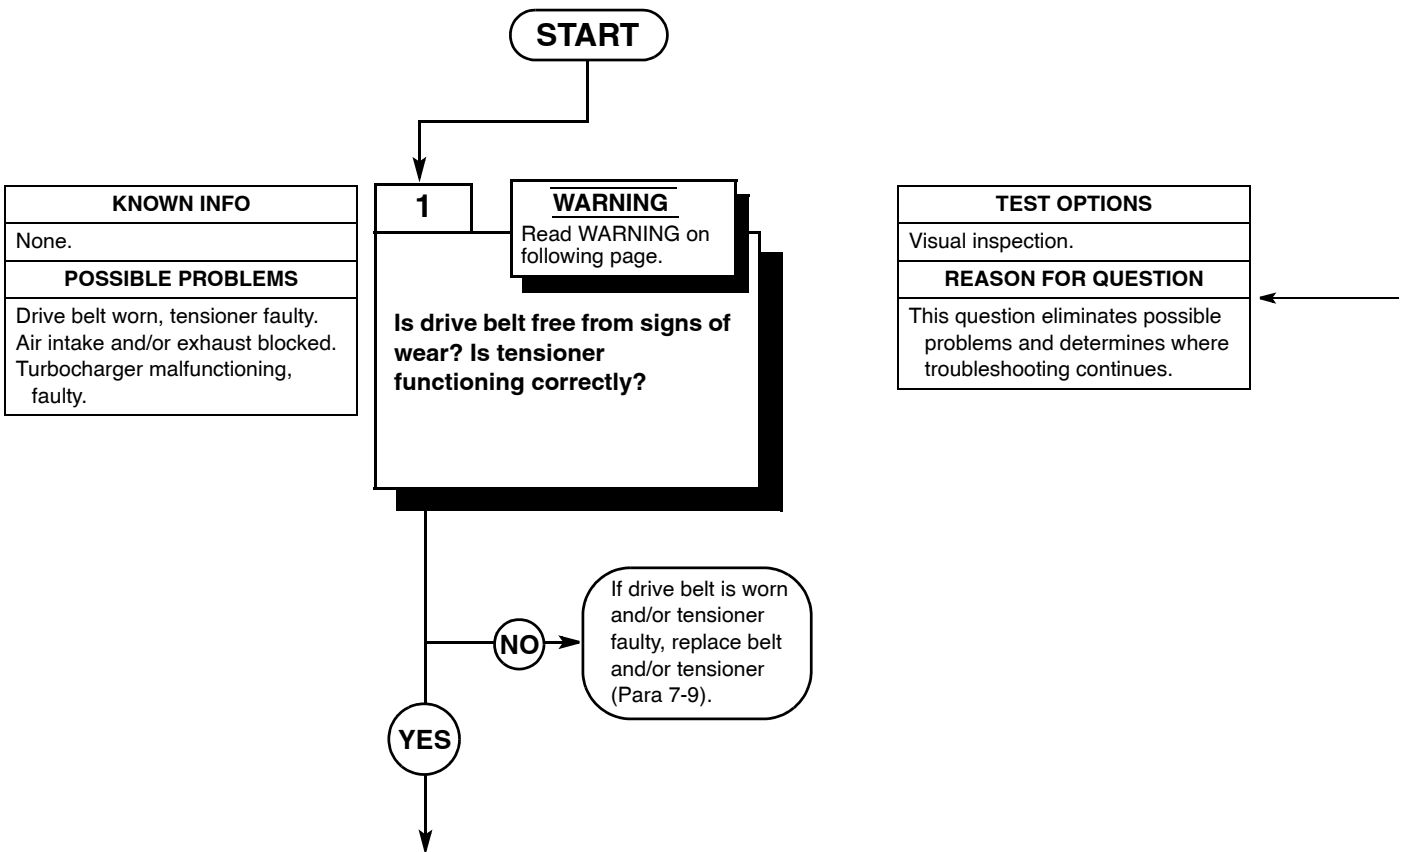 START
KNOWN INFO
None.
POSSIBLE PROBLEMS
Drive belt worn, tensioner faulty.
Air intake and/or exhaust blocked.
Turbocharger malfunctioning,
faulty.
1
WARNING
Read WARNING on
following page.
Is drive belt free from signs of
wear? Is tensioner
functioning correctly?
TEST OPTIONS
Visual inspection.
REASON FOR QUESTION
This question eliminates possible
problems and determines where
troubleshooting continues.
NO
If drive belt is worn
and/or tensioner
faulty, replace belt
and/or tensioner
(Para 7-9).
YES